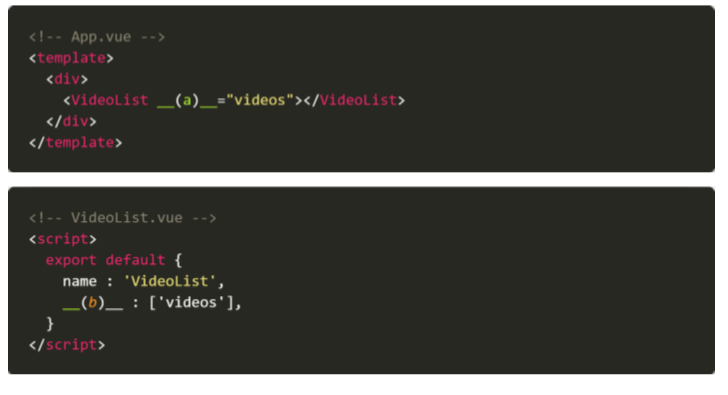 <!-- App.vue -->
<template>
  <div>
    <VideoList __(a)__="videos"></VideoList>
  </div>
</template>
<!-- VideoList.vue -->
<script>
  export default {
    name : 'VideoList',
    __(b)__ : ['videos'],
  }
</script>